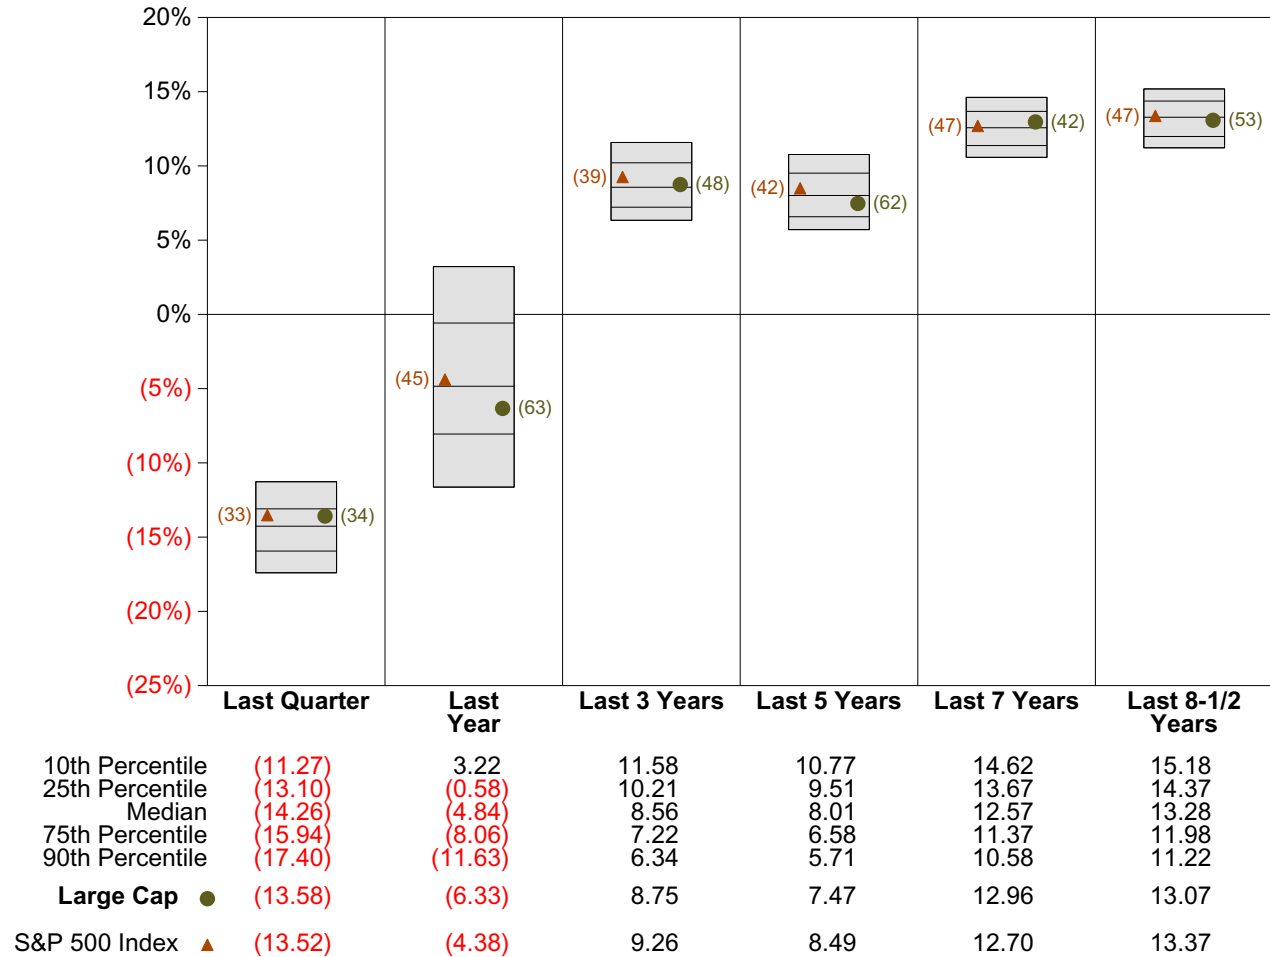 20%
15%
10%
5%
0%
(5%)
(10%)
(15%)
(20%)
(25%)
(33) (34)
(45) (63)
(39) (48)
(42) (62)
(47) (42)
(47) (53)
Last Quarter Last Year Last 3 Years Last 5 Years Last 7 Years Last 8-1/2 Years
10th Percentile (11.27) 3.22 11.58 10.77 14.62 15.18
25th Percentile (13.10) (0.58) 10.21 9.51 13.67 14.37
Median (14.26) (4.84) 8.56 8.01 12.57 13.28
75th Percentile (15.94) (8.06) 7.22 6.58 11.37 11.98
90th Percentile (17.40) (11.63) 6.34 5.71 10.58 11.22
Large Cap (13.58) (6.33) 8.75 7.47 12.96 13.07
S&P 500 Index (13.52) (4.38) 9.26 8.49 12.70 13.37